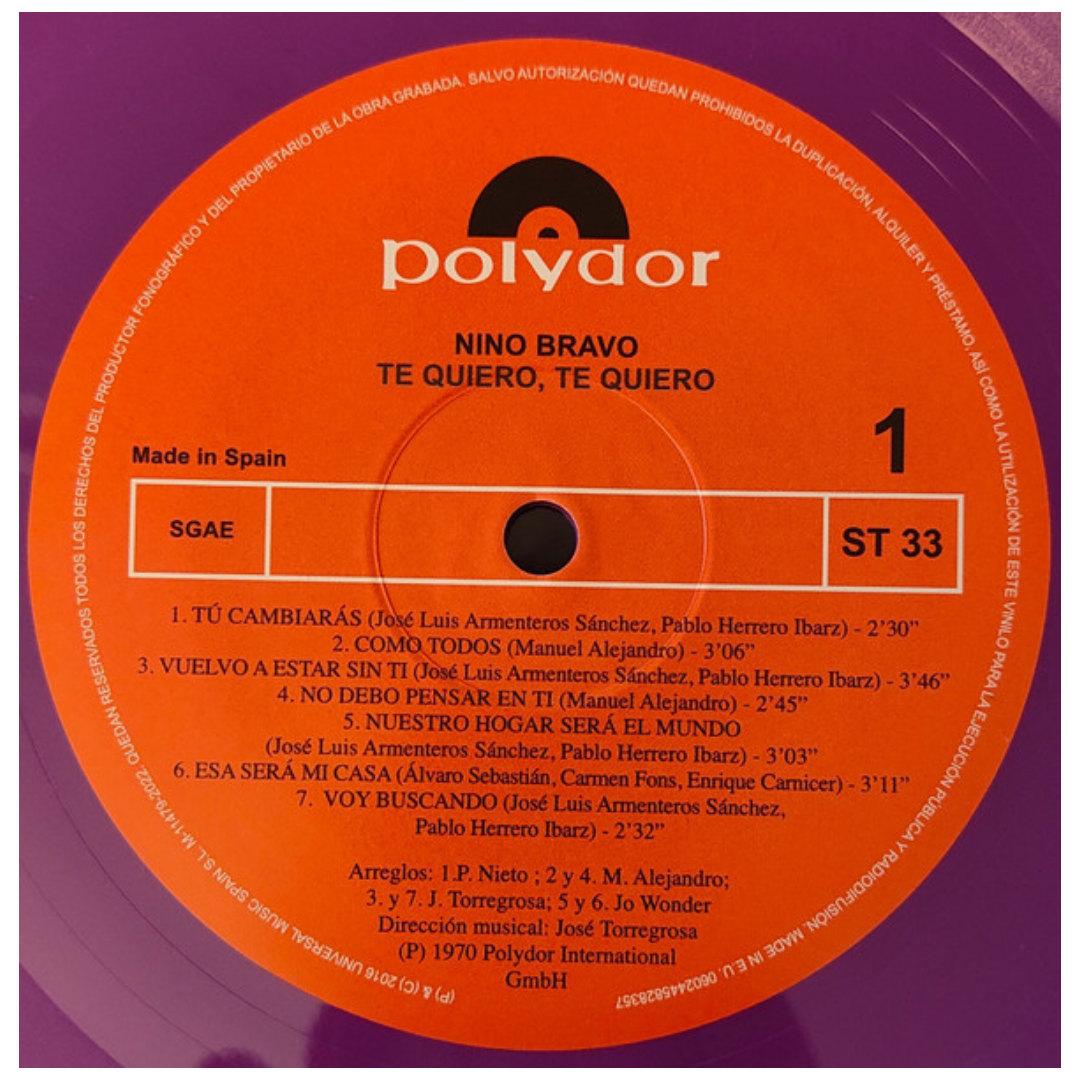 polydor
NINO BRAVO
TE QUIERO, TE QUIERO
1
Made in Spain
SGAE
ST 33
1. TÚ CAMBIARÁS (José Luis Armenteros Sánchez, Pablo Herrero Ibarz) - 2’30”
2. COMO TODOS (Manuel Alejandro) - 3’06”
3. VUELVO A ESTAR SIN TI (José Luis Armenteros Sánchez, Pablo Herrero Ibarz) - 3’46”
4. NO DEBO PENSAR EN TI (Manuel Alejandro) - 2’45”
5. NUESTRO HOGAR SERÁ EL MUNDO
(José Luis Armenteros Sánchez, Pablo Herrero Ibarz) - 3’03”
6. ESA SERÁ MI CASA (Álvaro Sebastián, Carmen Fons, Enrique Carnicer) - 3’11”
7. VOY BUSCANDO (José Luis Armenteros Sánchez,
Pablo Herrero Ibarz) - 2’32”
Arreglos: 1.P. Nieto ; 2 y 4. M. Alejandro;
3. y 7. J. Torregrosa; 5 y 6. Jo Wonder
Dirección musical: José Torregrosa
(P) 1970 Polydor International
GmbH
(P) & (C) 2016 UNIVERSAL MUSIC SPAIN S.L. M-11479-2022. QUEDAN RESERVADOS TODOS LOS DERECHOS DEL PRODUCTOR FONOGRÁFICO Y DEL PROPIETARIO DE LA OBRA GRABADA. SALVO AUTORIZACIÓN QUEDAN PROHIBIDOS LA DUPLICACIÓN, ALQUILER Y PRÉSTAMO, ASÍ COMO LA UTILIZACIÓN DE ESTE VINILO PARA LA EJECUCIÓN PÚBLICA Y RADIODIFUSIÓN. MADE IN E.U. 0602445828357